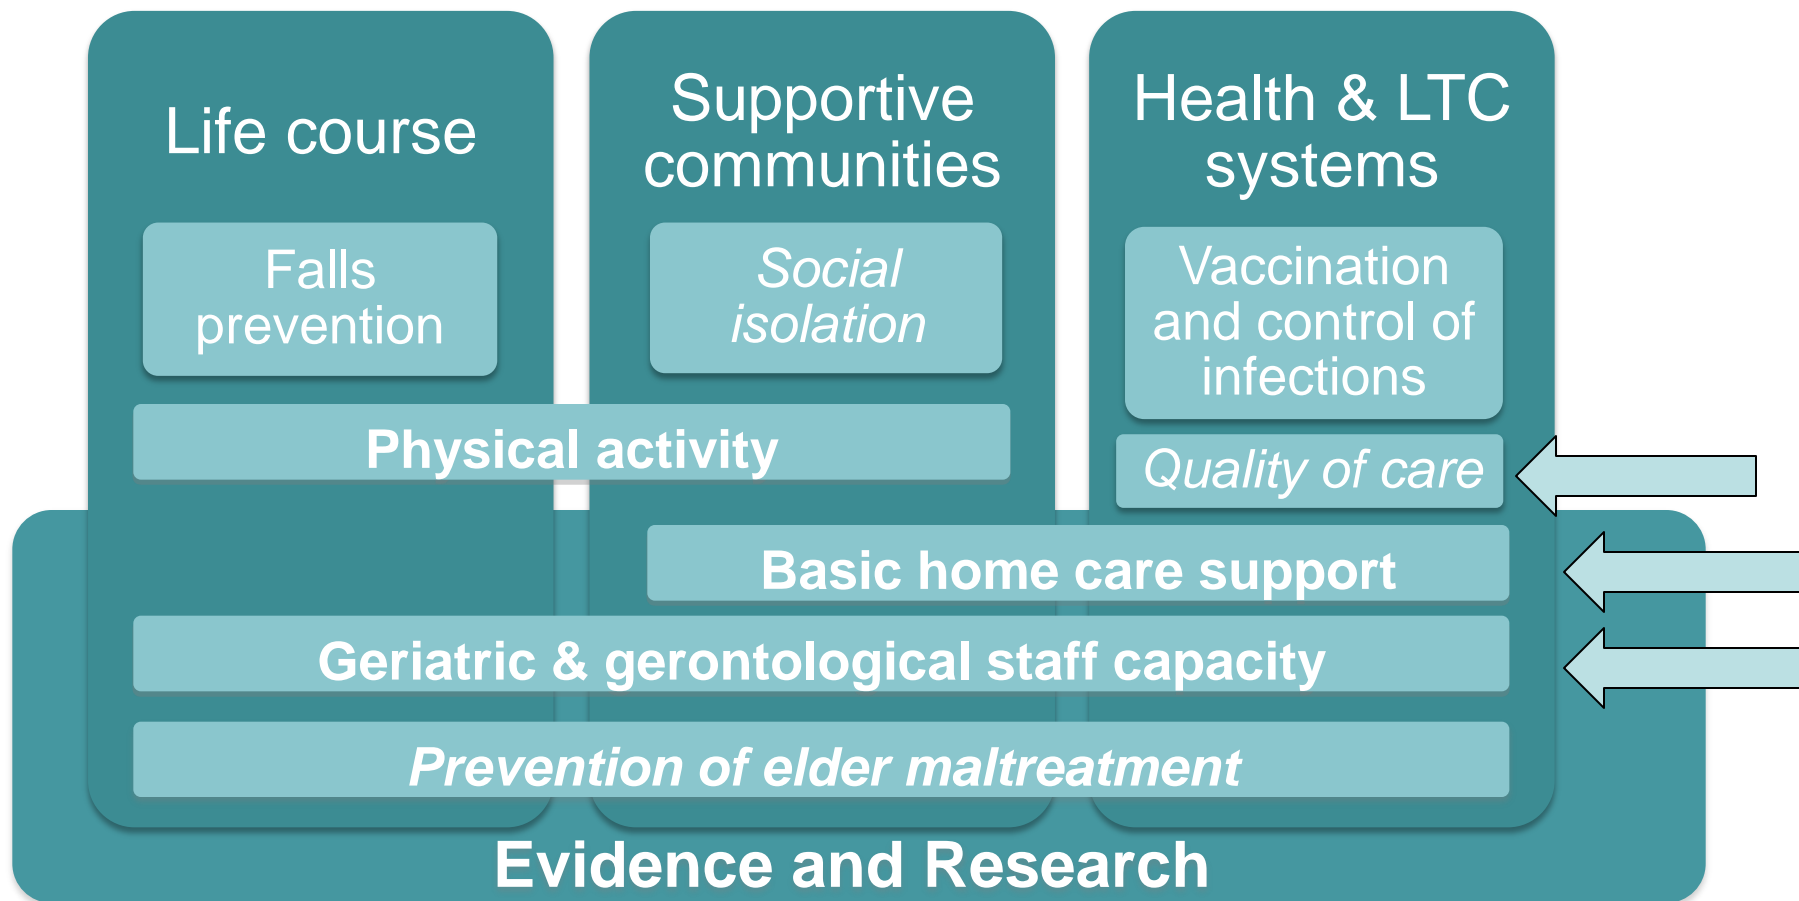 Life course
Supportive
communities
Health & LTC
systems
Falls
prevention
Social
isolation
Vaccination
and control of
infections
Physical activity
Quality of care
Basic home care support
Geriatric & gerontological staff capacity
Prevention of elder maltreatment
Evidence and Research